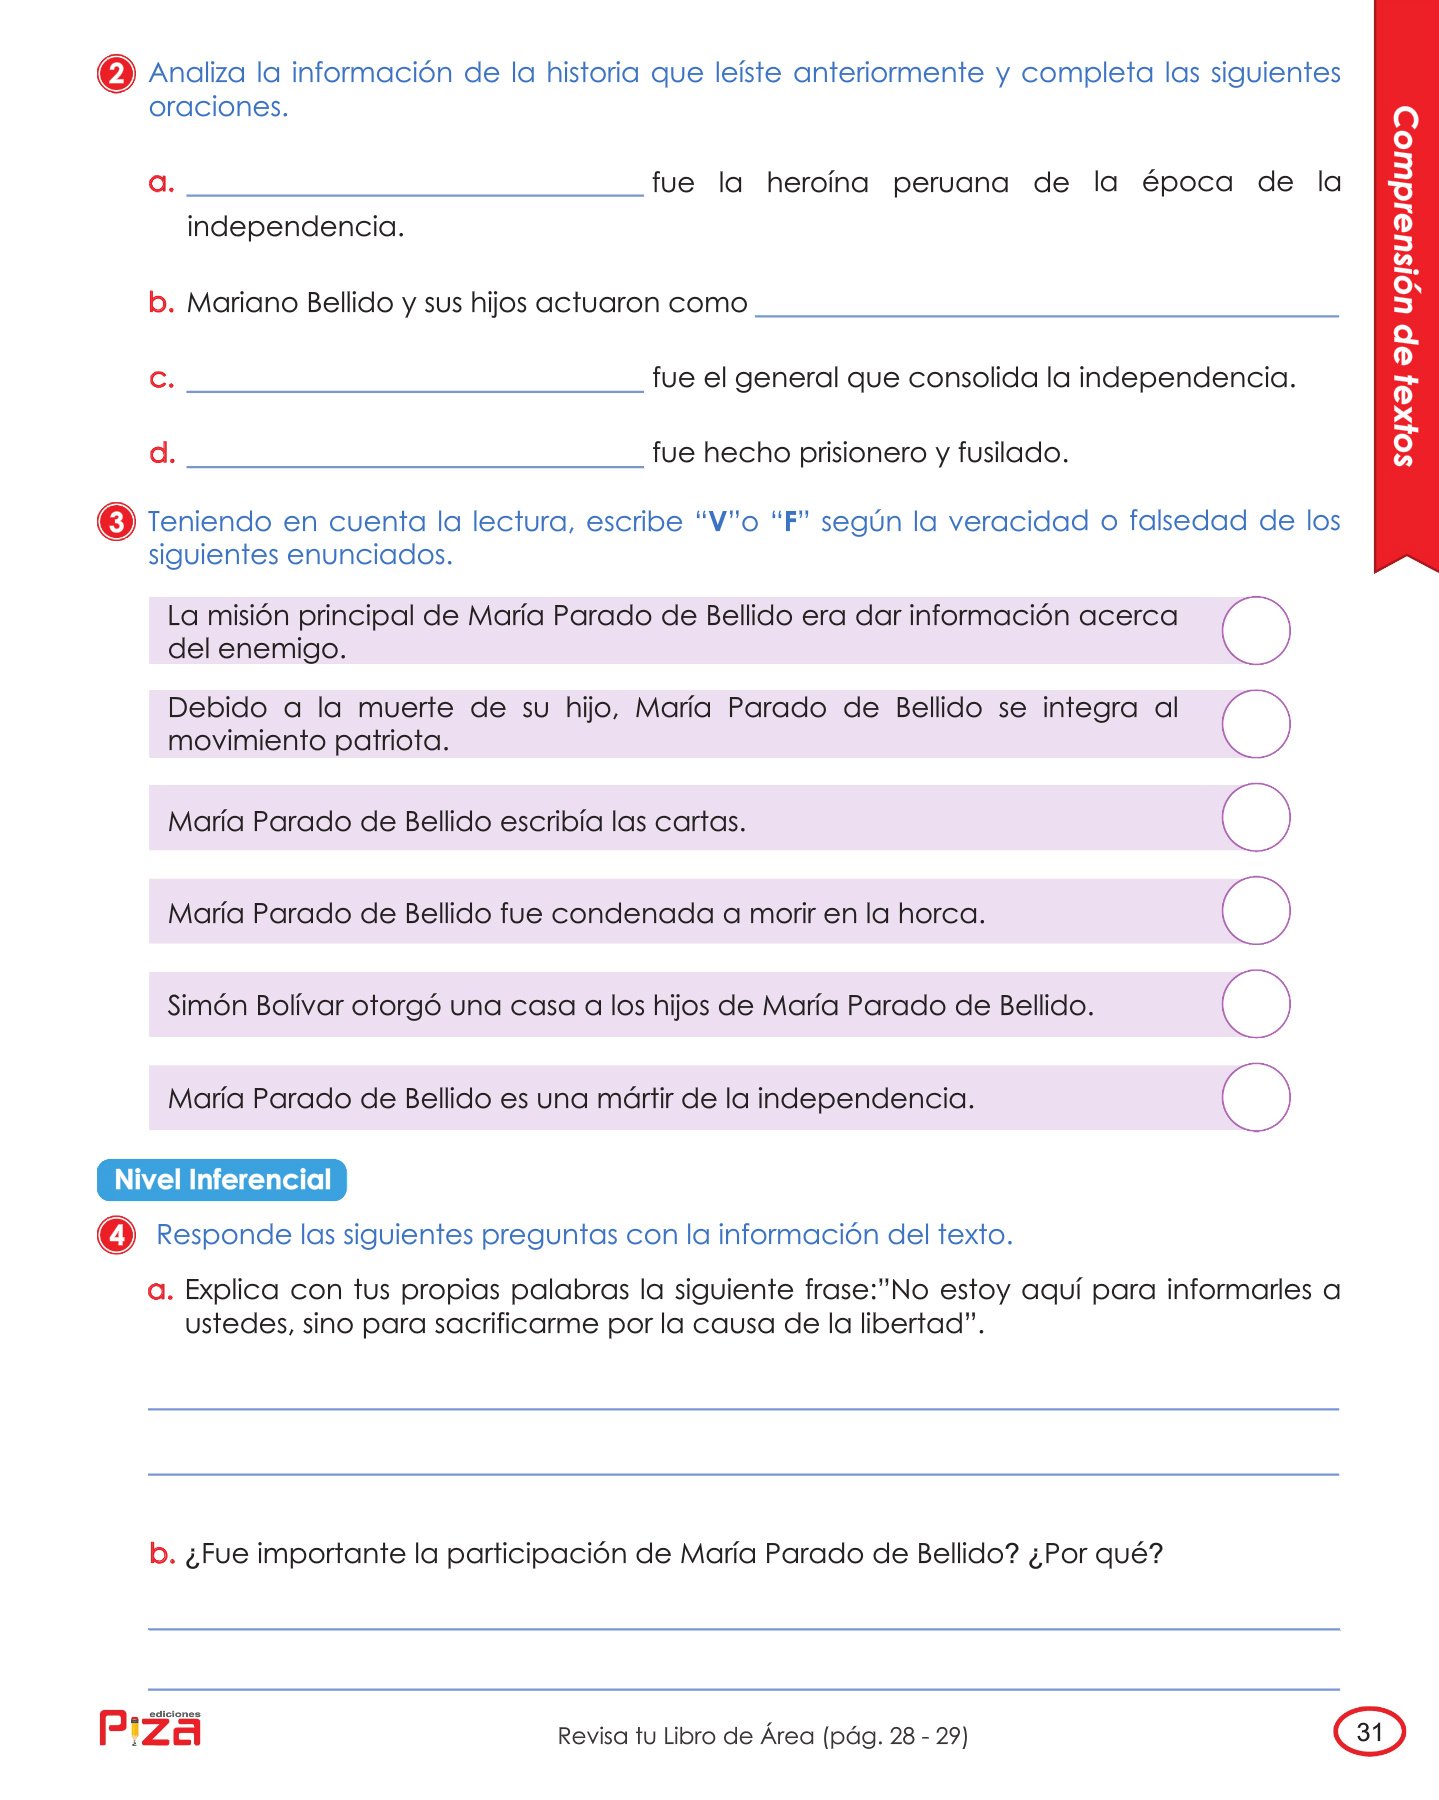 2 Analiza la información de la historia que leíste anteriormente y completa las siguientes
oraciones.
a. fue la heroína peruana de la época de la
independencia.
b. Mariano Bellido y sus hijos actuaron como
c. fue el general que consolida la independencia.
d. fue hecho prisionero y fusilado.
3 Teniendo en cuenta la lectura, escribe “V”o “F” según la veracidad o falsedad de los
siguientes enunciados.
La misión principal de María Parado de Bellido era dar información acerca
del enemigo.
Debido a la muerte de su hijo, María Parado de Bellido se integra al
movimiento patriota.
María Parado de Bellido escribía las cartas.
María Parado de Bellido fue condenada a morir en la horca.
Simón Bolívar otorgó una casa a los hijos de María Parado de Bellido.
María Parado de Bellido es una mártir de la independencia.
Nivel Inferencial
4 Responde las siguientes preguntas con la información del texto.
a. Explica con tus propias palabras la siguiente frase:”No estoy aquí para informarles a
ustedes, sino para sacrificarme por la causa de la libertad”.
b. ¿Fue importante la participación de María Parado de Bellido? ¿Por qué?
ediciones
Piza
Revisa tu Libro de Área (pág. 28 - 29)
31
Comprensión de textos